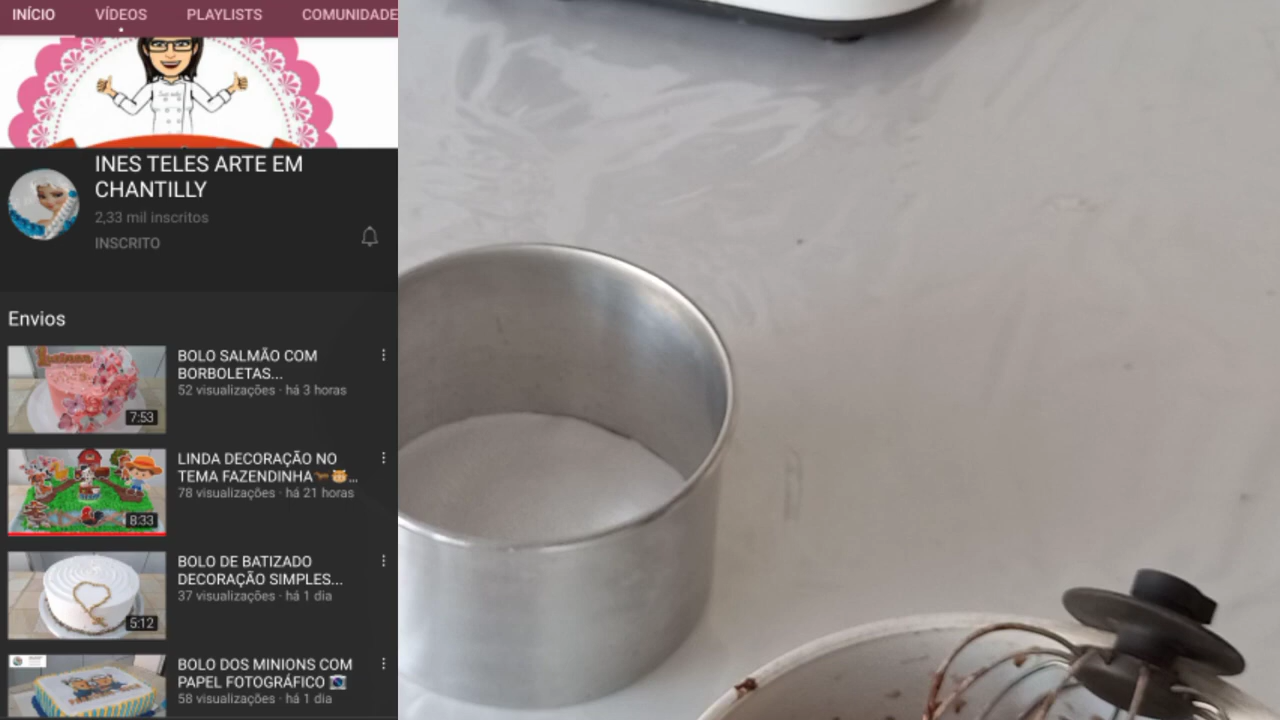 INÍCIO VÍDEOS PLAYLISTS COMUNIDADE
INES TELES ARTE EM
CHANTILLY
2,33 mil inscritos
INSCRITO
Envios
BOLO SALMÃO COM
BORBOLETAS...
52 visualizações · há 3 horas
7:53
LINDA DECORAÇÃO NO
TEMA FAZENDINHA🐎🐮...
78 visualizações · há 21 horas
8:33
BOLO DE BATIZADO
DECORAÇÃO SIMPLES...
37 visualizações · há 1 dia
5:12
BOLO DOS MINIONS COM
PAPEL FOTOGRÁFICO 📷
58 visualizações · há 1 dia